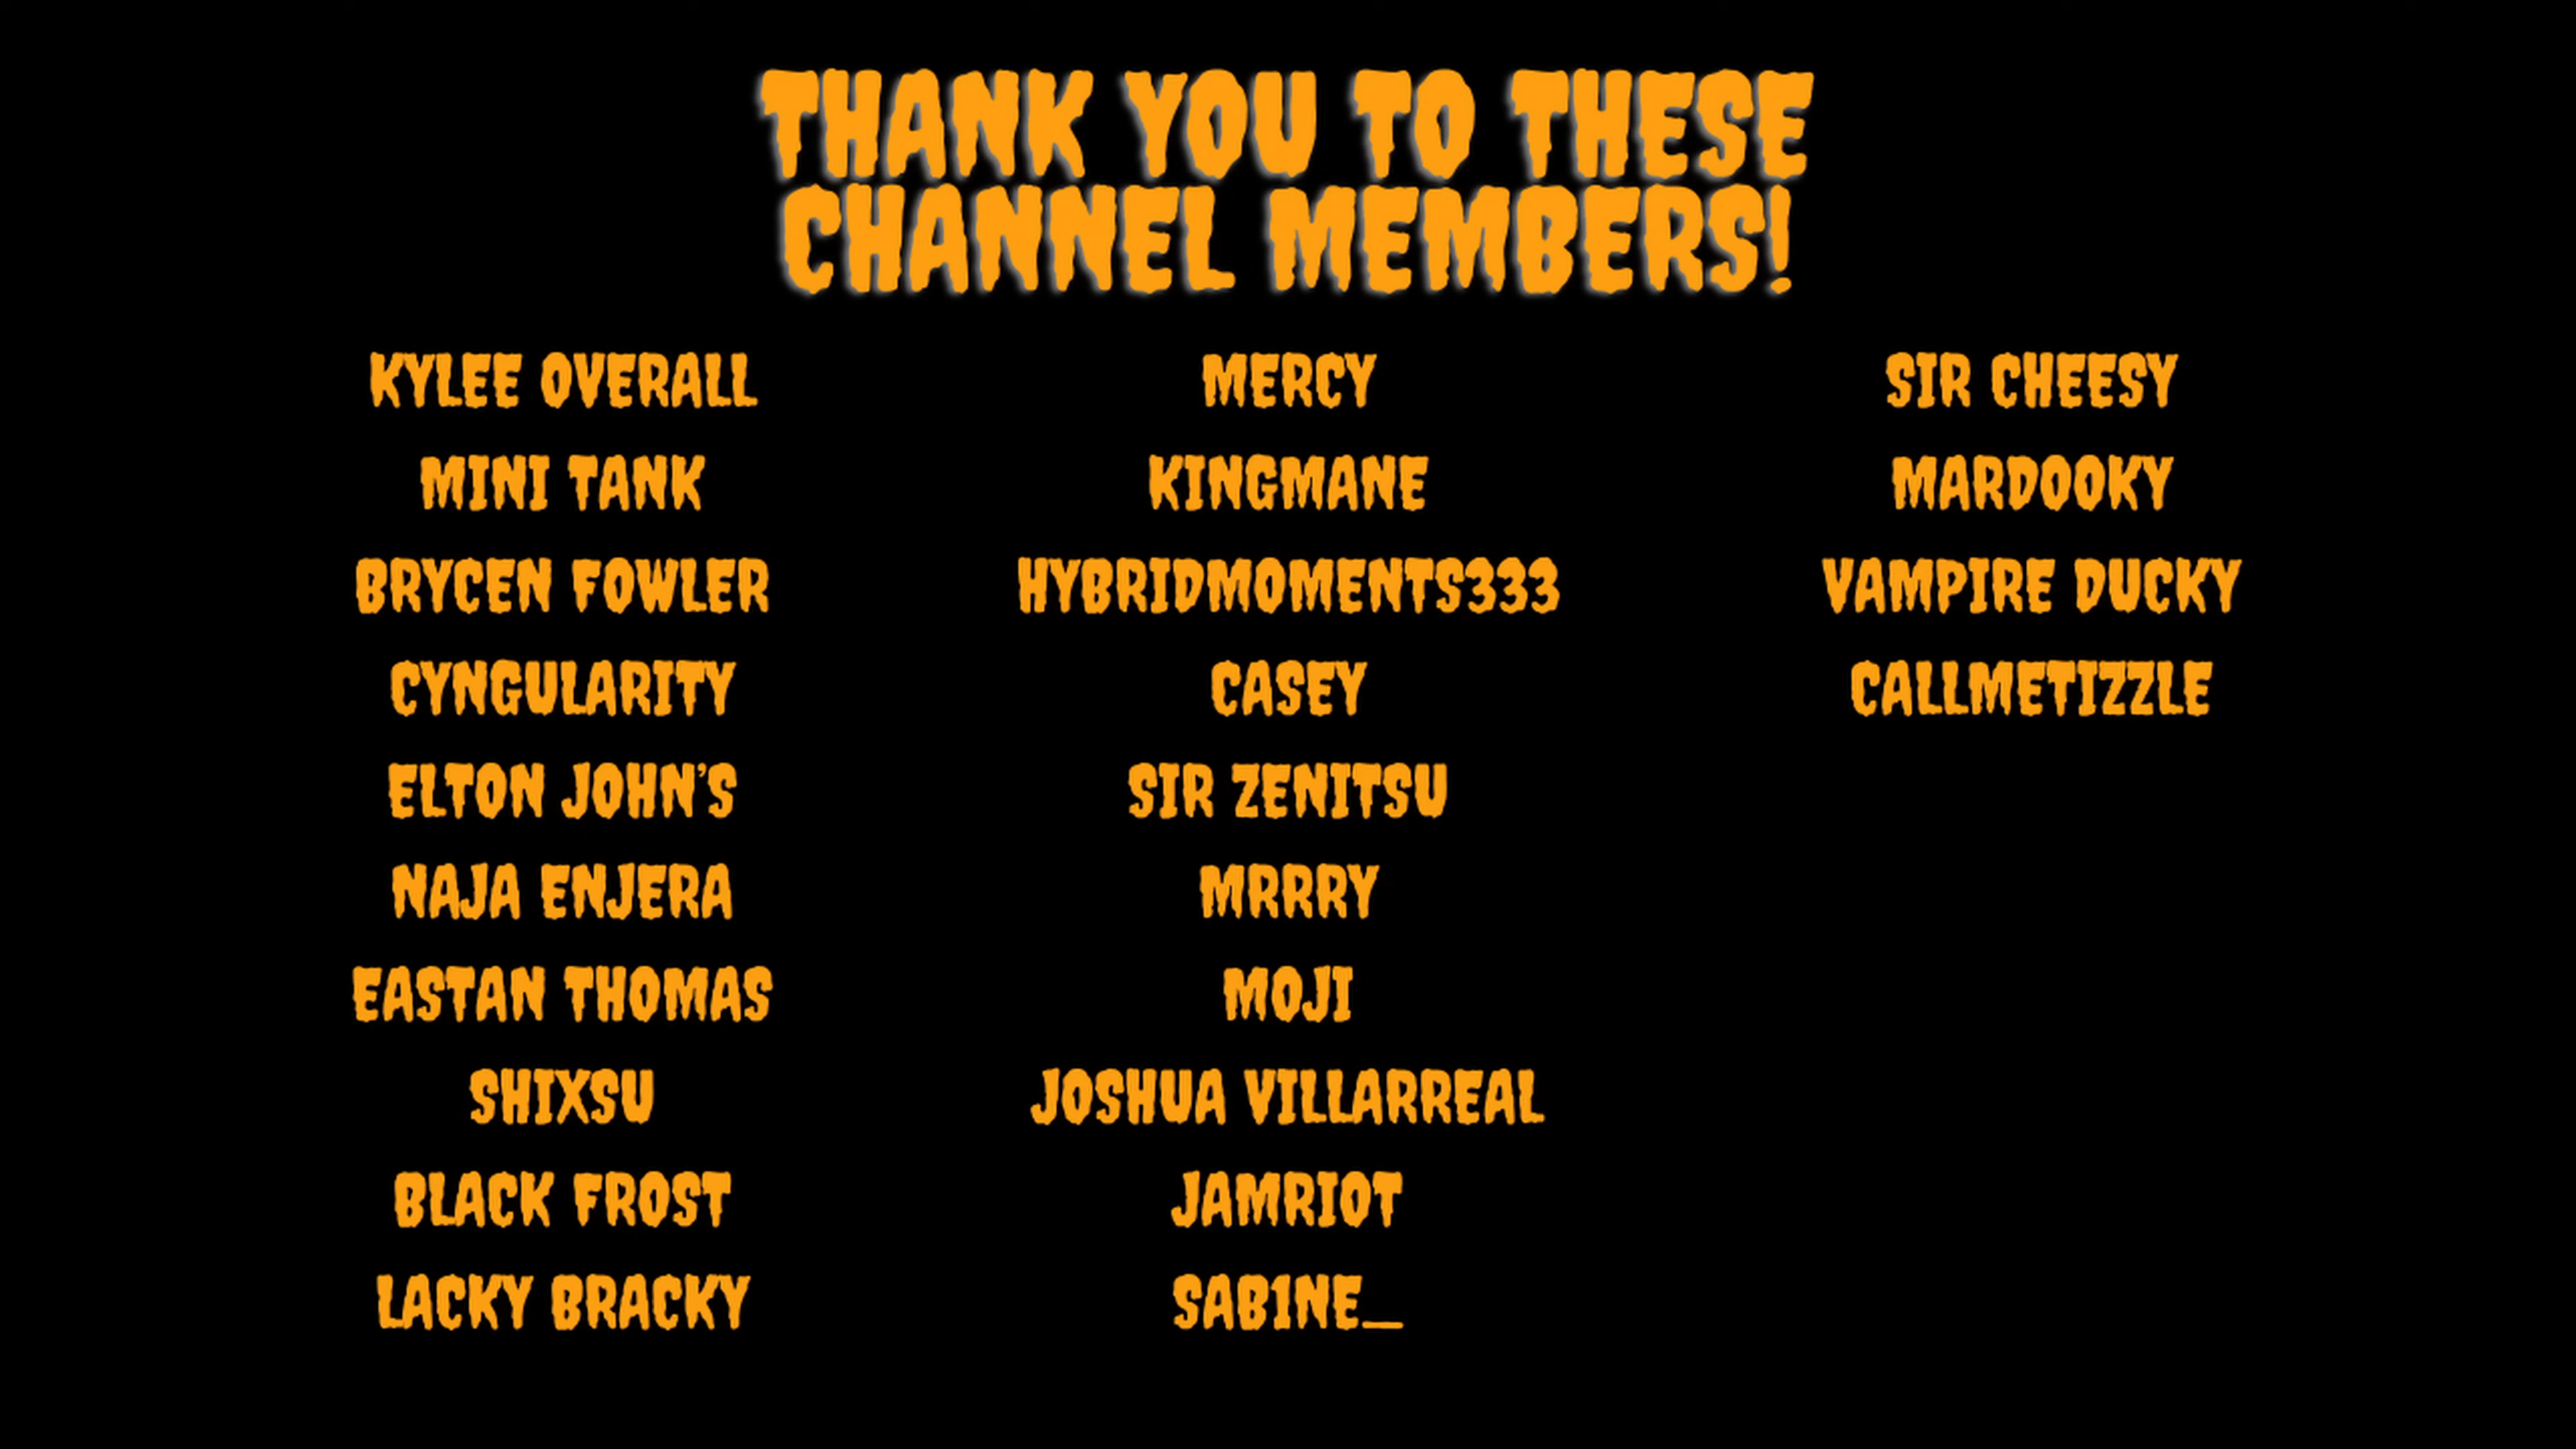 THANK YOU TO THESE
CHANNEL MEMBERS!
KYLEE OVERALL
MINI TANK
BRYCEN FOWLER
CYNGULARITY
ELTON JOHN'S
NAJA ENJERA
EASTAN THOMAS
SHIXSU
BLACK FROST
LACKY BRACKY
MERCY
KINGMANE
HYBRIDMOMENTS333
CASEY
SIR ZENITSU
MRRRY
MOJI
JOSHUA VILLARREAL
JAMRIOT
SAB1NE_
SIR CHEESY
MARDOOKY
VAMPIRE DUCKY
CALLMETIZZLE